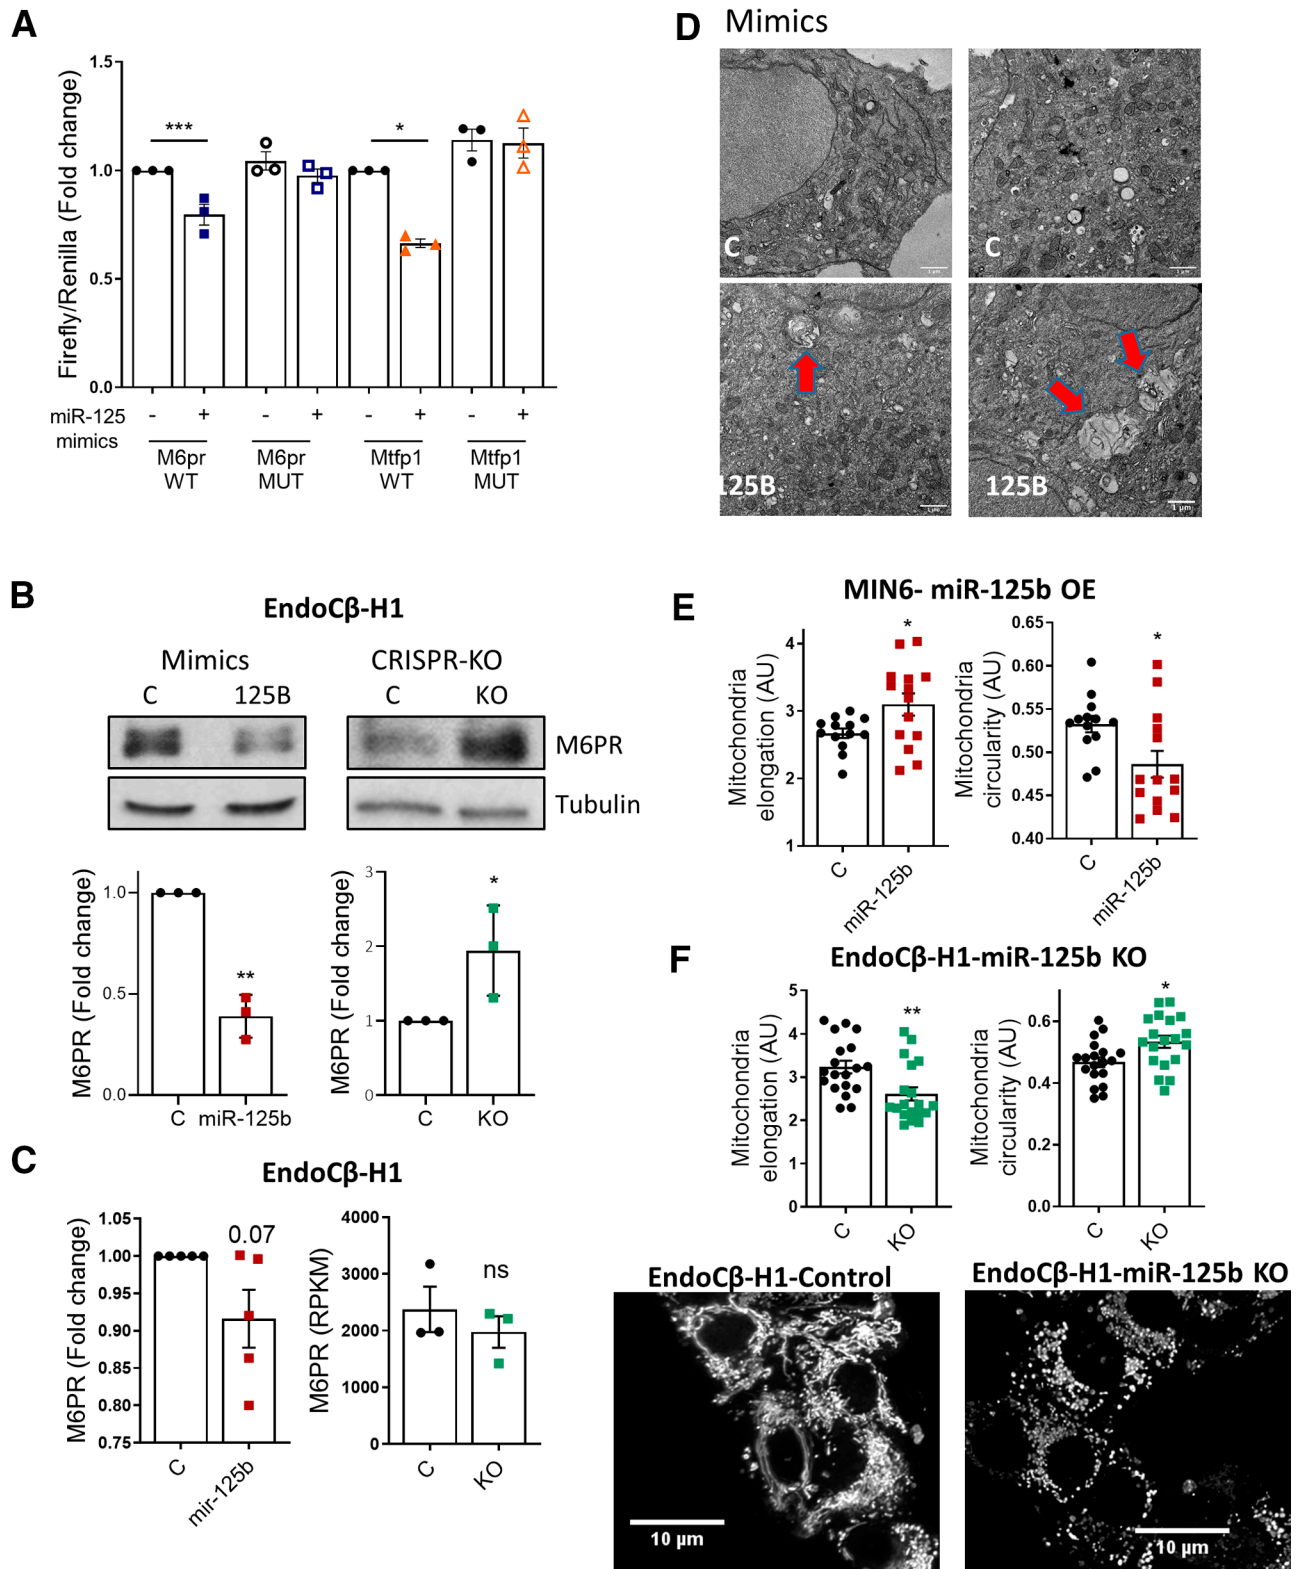 A
1.5
1.0
0.5
0.0
Firefly/Renilla (Fold change)
***
*
miR-125 mimics
- + - + - + - +
M6pr WT
M6pr MUT
Mtfp1 WT
Mtfp1 MUT
D Mimics
C
1 µm
C
1 µm
125B
1 µm
125B
1 µm
B
EndoCβ-H1
Mimics
CRISPR-KO
C 125B
C KO
M6PR
Tubulin
M6PR (Fold change)
1.0
0.5
0.0
**
C miR-125b
M6PR (Fold change)
3
2
1
0
*
C KO
C
EndoCβ-H1
M6PR (Fold change)
1.05
1.00
0.95
0.90
0.85
0.80
0.75
0.07
C
mir-125b
M6PR (RPKM)
4000
3000
2000
1000
0
ns
C
KO
E
MIN6- miR-125b OE
Mitochondria
elongation (AU)
4
3
2
1
*
C
miR-125b
Mitochondria
circularity (AU)
0.65
0.60
0.55
0.50
0.45
0.40
*
C
miR-125b
F
EndoCβ-H1-miR-125b KO
Mitochondria
elongation (AU)
5
4
3
2
1
0
**
C
KO
Mitochondria
circularity (AU)
0.6
0.4
0.2
0.0
*
C
KO
EndoCβ-H1-Control
10 µm
EndoCβ-H1-miR-125b KO
10 µm